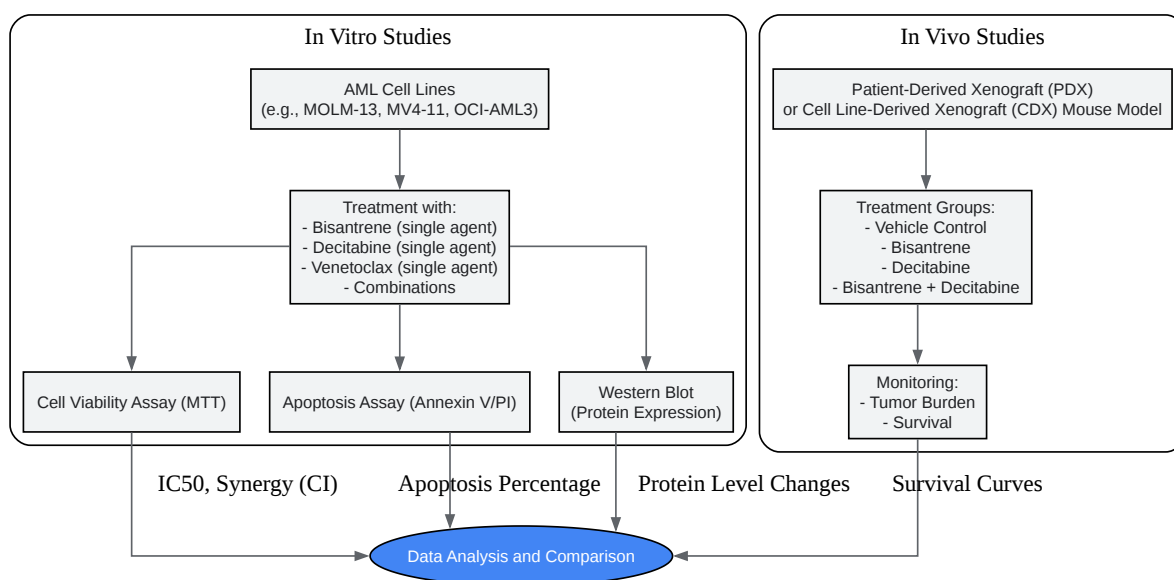 In Vitro Studies
AML Cell Lines
(e.g., MOLM-13, MV4-11, OCI-AML3)
Treatment with:
- Bisantrene (single agent)
- Decitabine (single agent)
- Venetoclax (single agent)
- Combinations
Cell Viability Assay (MTT)
Apoptosis Assay (Annexin V/PI)
Western Blot
(Protein Expression)
In Vivo Studies
Patient-Derived Xenograft (PDX)
or Cell Line-Derived Xenograft (CDX) Mouse Model
Treatment Groups:
- Vehicle Control
- Bisantrene
- Decitabine
- Bisantrene + Decitabine
Monitoring:
- Tumor Burden
- Survival
IC50, Synergy (CI)
Apoptosis Percentage
Protein Level Changes
Survival Curves
Data Analysis and Comparison